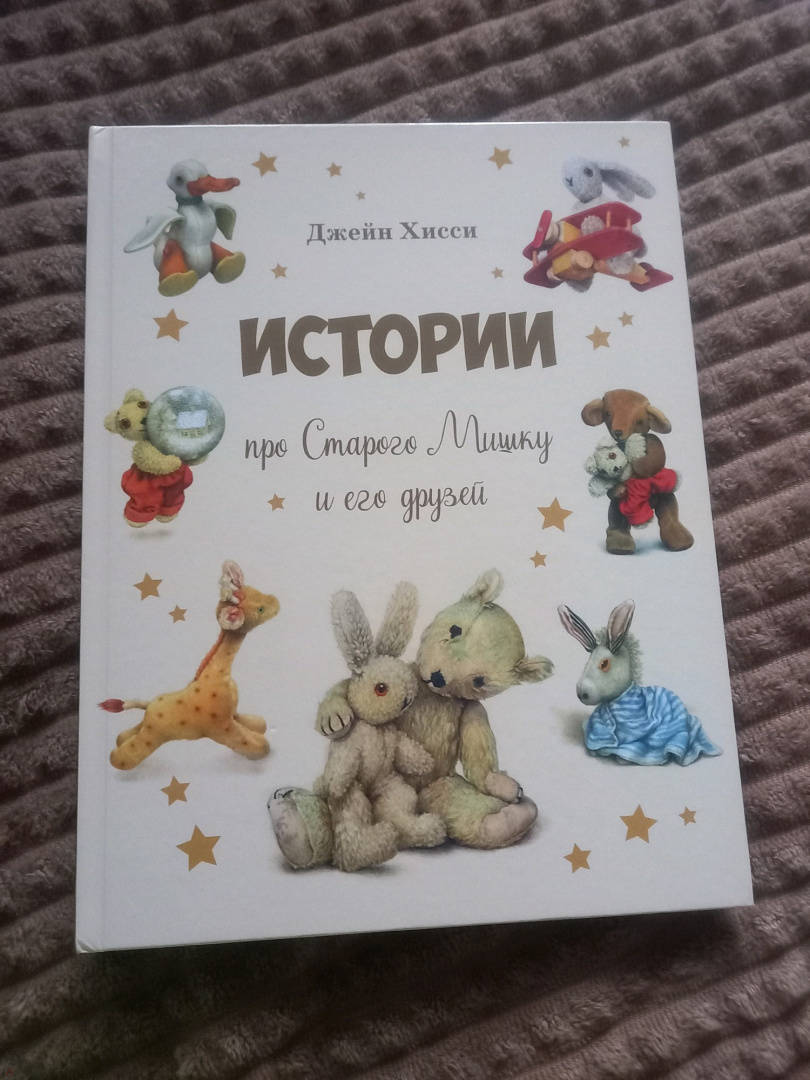 Джейн Хисси
ИСТОРИИ
про Старого Мишку
и его друзей